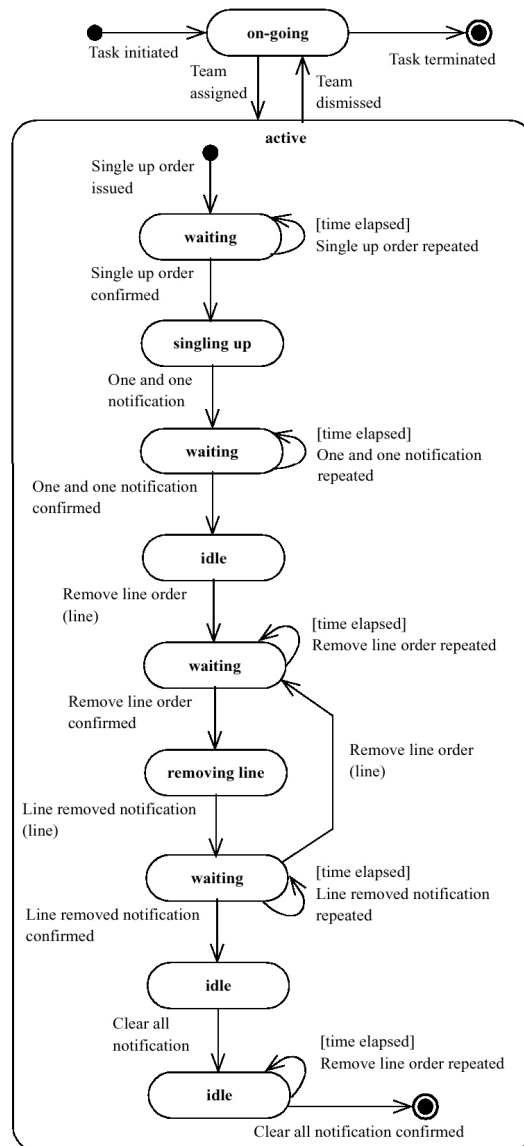 on-going
Task initiated
Task terminated
Team
assigned
Team
dismissed
active
Single up order
issued
waiting
[time elapsed]
Single up order repeated
Single up order
confirmed
singling up
One and one
notification
waiting
[time elapsed]
One and one notification
repeated
One and one notification
confirmed
idle
Remove line order
(line)
waiting
[time elapsed]
Remove line order repeated
Remove line order
confirmed
Remove line order
(line)
removing line
Line removed notification
(line)
waiting
[time elapsed]
Line removed notification
repeated
Line removed notification
confirmed
idle
Clear all
notification
[time elapsed]
Remove line order repeated
idle
Clear all notification confirmed